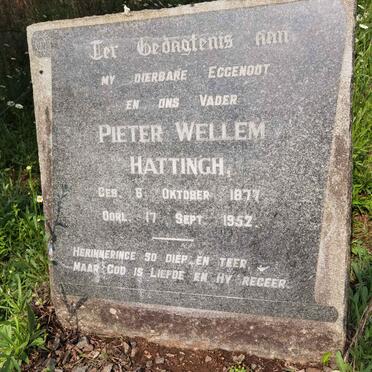 Ter Gedagtenis aan
MY DIERBARE EGGENOOT
EN ONS VADER
PIETER WELLEM
HATTINGH,
GEB. 6 OKTOBER 1877
OORL. 17 SEPT. 1952.
HERINNERINGE SO DIEP EN TEER
MAAR GOD IS LIEFDE EN HY REGEER.